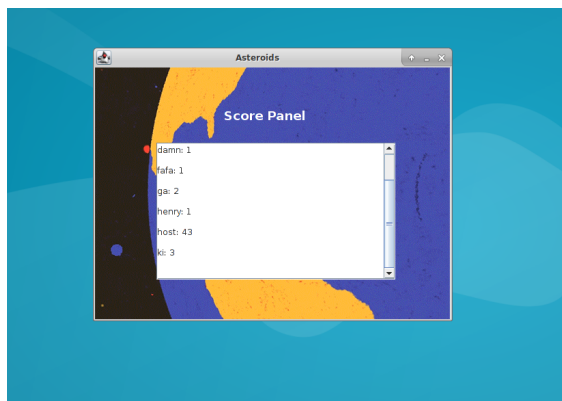 Asteroids
Score Panel
damn: 1
fafa: 1
ga: 2
henry: 1
host: 43
ki: 3